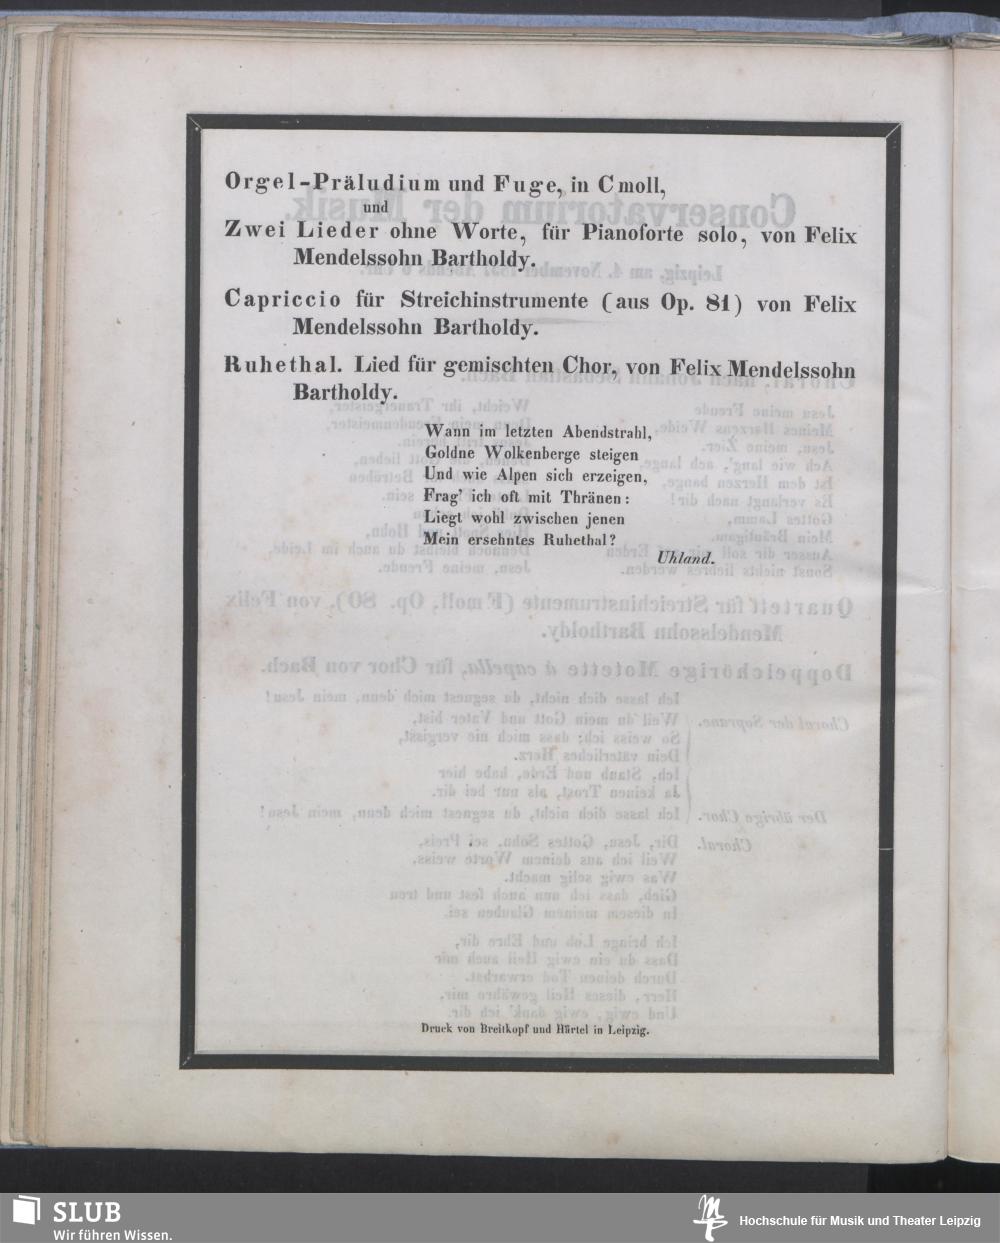 Orgel-Präludium und Fuge, in C moll,
und
Zwei Lieder ohne Worte, für Pianoforte solo, von Felix
Mendelssohn Bartholdy.
Capriccio für Streichinstrumente (aus Op. 81) von Felix
Mendelssohn Bartholdy.
Ruhethal. Lied für gemischten Chor, von Felix Mendelssohn
Bartholdy.
Wann im letzten Abendstrahl,
Goldne Wolkenberge steigen
Und wie Alpen sich erzeigen,
Frag' ich oft mit Thränen:
Liegt wohl zwischen jenen
Mein ersehntes Ruhethal?
Uhland.
Druck von Breitkopf und Härtel in Leipzig.
SLUB
Wir führen Wissen.
Hochschule für Musik und Theater Leipzig